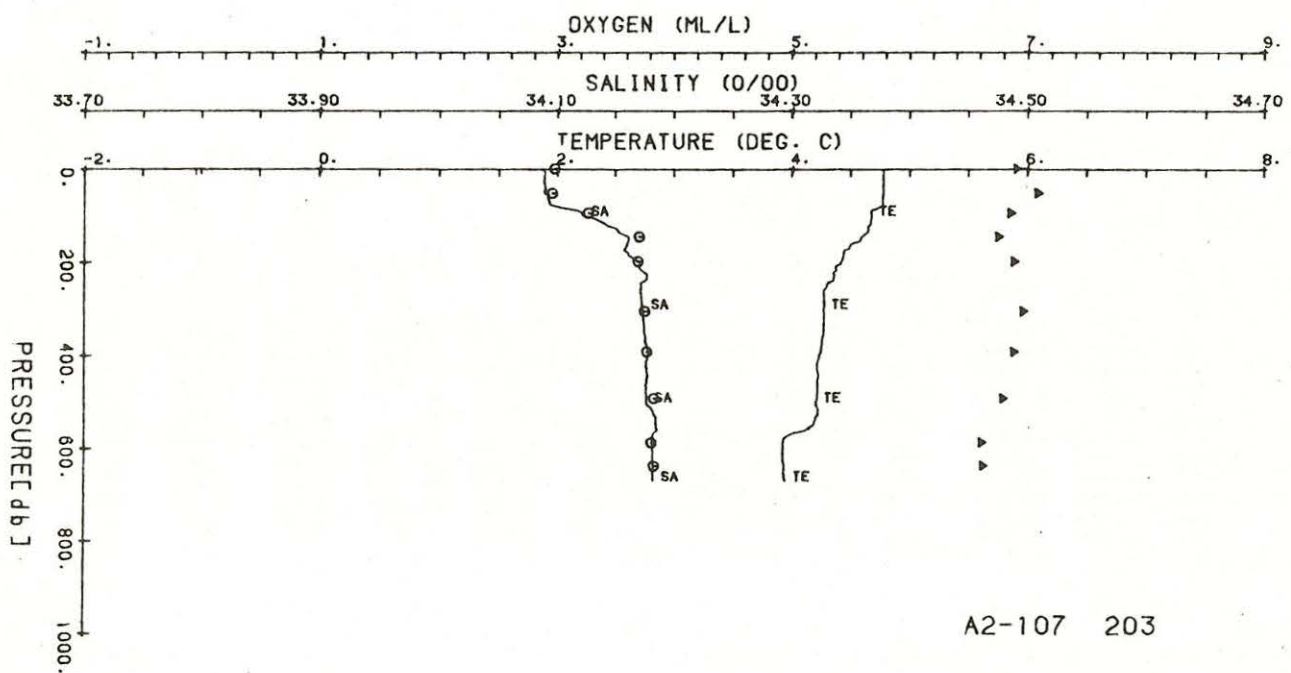 OXYGEN (ML/L)
-1. 1. 3. 5. 7. 9.
SALINITY (O/OO)
33.70 33.90 34.10 34.30 34.50 34.70
TEMPERATURE (DEG. C)
-2. 0. 2. 4. 6. 8.
0.
SA TE
200.
SA TE
400.
SA TE
600.
SA TE
800.
1000.
PRESSURE[db]
A2-107 203